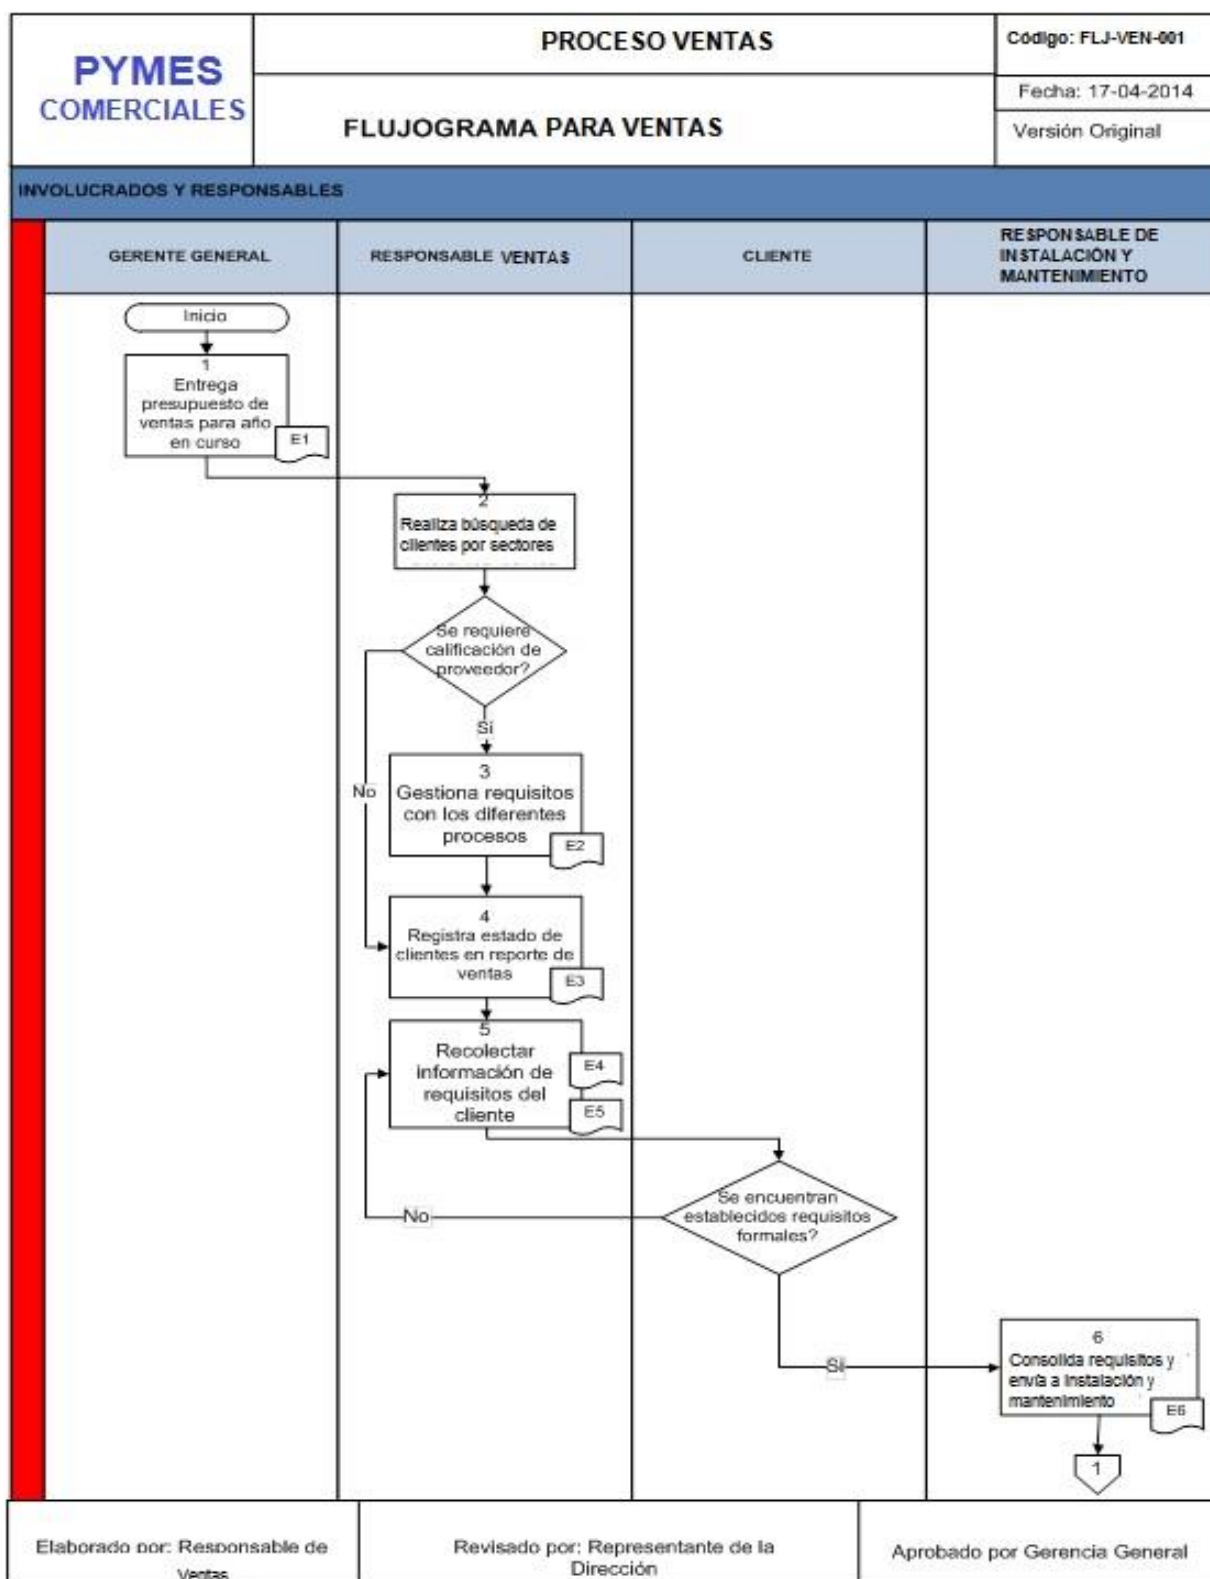 PYMES
COMERCIALES
PROCESO VENTAS
FLUJOGRAMA PARA VENTAS
Código: FLJ-VEN-001
Fecha: 17-04-2014
Versión Original
INVOLUCRADOS Y RESPONSABLES
GERENTE GENERAL
RESPONSABLE VENTAS
CLIENTE
RESPONSABLE DE
INSTALACIÓN Y
MANTENIMIENTO
Inicio
1
Entrega
presupuesto de
ventas para año
en curso
E1
2
Realiza búsqueda de
clientes por sectores
Se requiere
calificación de
proveedor?
Si
No
3
Gestiona requisitos
con los diferentes
procesos
E2
4
Registra estado de
clientes en reporte de
ventas
E3
5
Recolectar
información de
requisitos del
cliente
E4
E5
Se encuentran
establecidos requisitos
formales?
No
Si
6
Consolida requisitos y
envía a instalación y
mantenimiento
E6
1
Elaborado por: Responsable de
Ventas
Revisado por: Representante de la
Dirección
Aprobado por Gerencia General